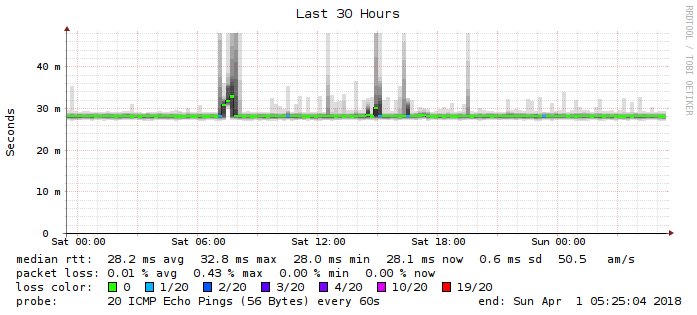 Last 30 Hours
RRDTOOL / TOBI OETIKER
Seconds
40 m
30 m
20 m
10 m
0
Sat 00:00 Sat 06:00 Sat 12:00 Sat 18:00 Sun 00:00
median rtt: 28.2 ms avg 32.8 ms max 28.0 ms min 28.1 ms now 0.6 ms sd 50.5 am/s
packet loss: 0.01 % avg 0.43 % max 0.00 % min 0.00 % now
loss color: 0 1/20 2/20 3/20 4/20 10/20 19/20
probe: 20 ICMP Echo Pings (56 Bytes) every 60s end: Sun Apr 1 05:25:04 2018